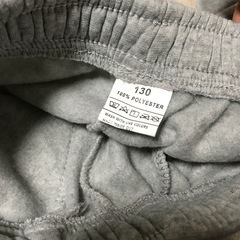 130
100% POLYESTER
WASH WITH LIKE COLORS